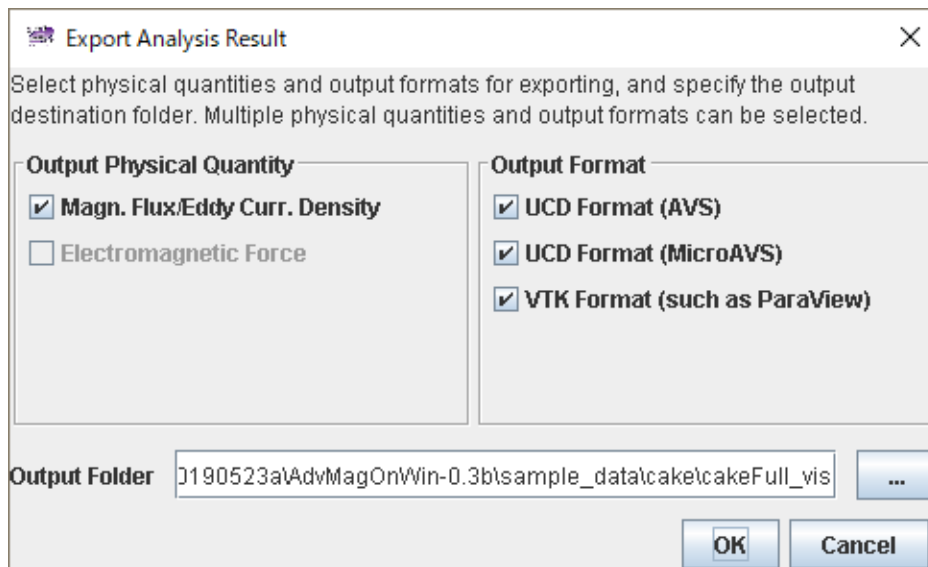 Export Analysis Result
Select physical quantities and output formats for exporting, and specify the output
destination folder. Multiple physical quantities and output formats can be selected.
Output Physical Quantity
Magn. Flux/Eddy Curr. Density
Electromagnetic Force
Output Format
UCD Format (AVS)
UCD Format (MicroAVS)
VTK Format (such as ParaView)
Output Folder
0190523a\AdvMagOnWin-0.3b\sample_data\cake\cakeFull_vis
...
OK
Cancel